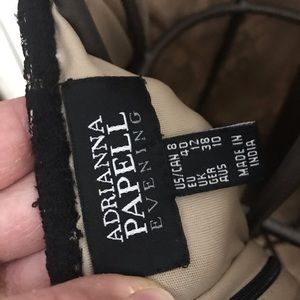 ADRIANNA
PAPELL
EVENING
US/CAN 8
EU 40
UK 12
GER 38
AUS 10
MADE IN
INDIA